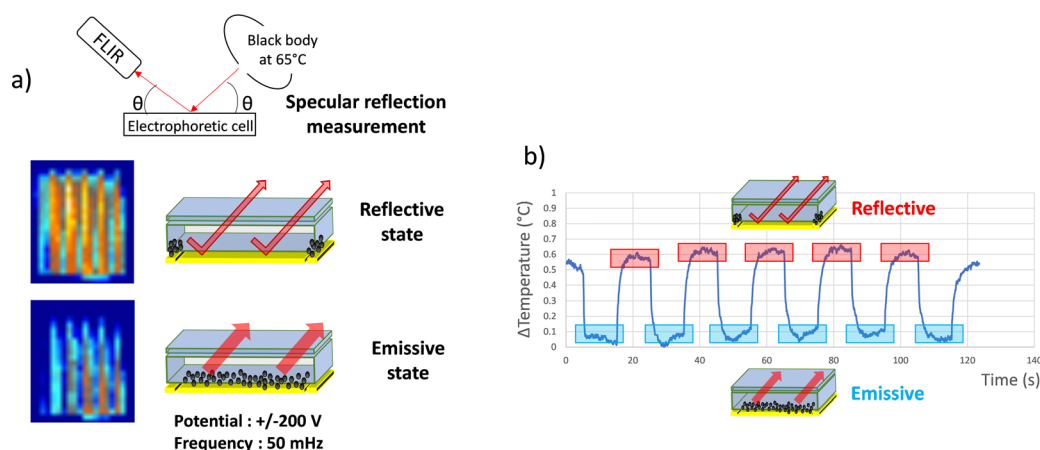 a)
FLIR
Black body
at 65°C
θ
θ
Electrophoretic cell
Specular reflection
measurement
Reflective
state
Emissive
state
Potential : +/-200 V
Frequency : 50 mHz
b)
Reflective
ΔTemperature (°C)
1
0.9
0.8
0.7
0.6
0.5
0.4
0.3
0.2
0.1
0
0
20
40
60
80
100
120
140
Time (s)
Emissive